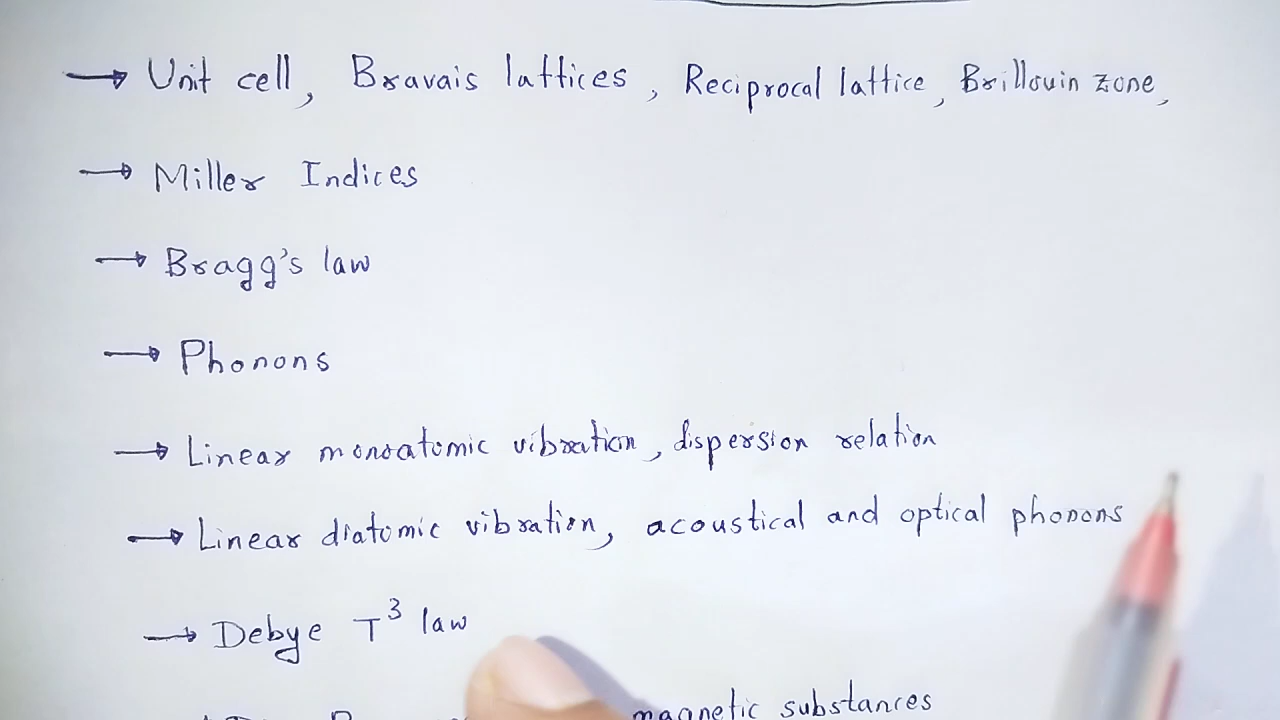 → Unit cell, Bravais lattices, Reciprocal lattice, Brillouin zone,
→ Miller Indices
→ Bragg's law
→ Phonons
→ Linear monoatomic vibration, dispersion relation
→ Linear diatomic vibration, acoustical and optical phonons
→ Debye T³ law
magnetic substances